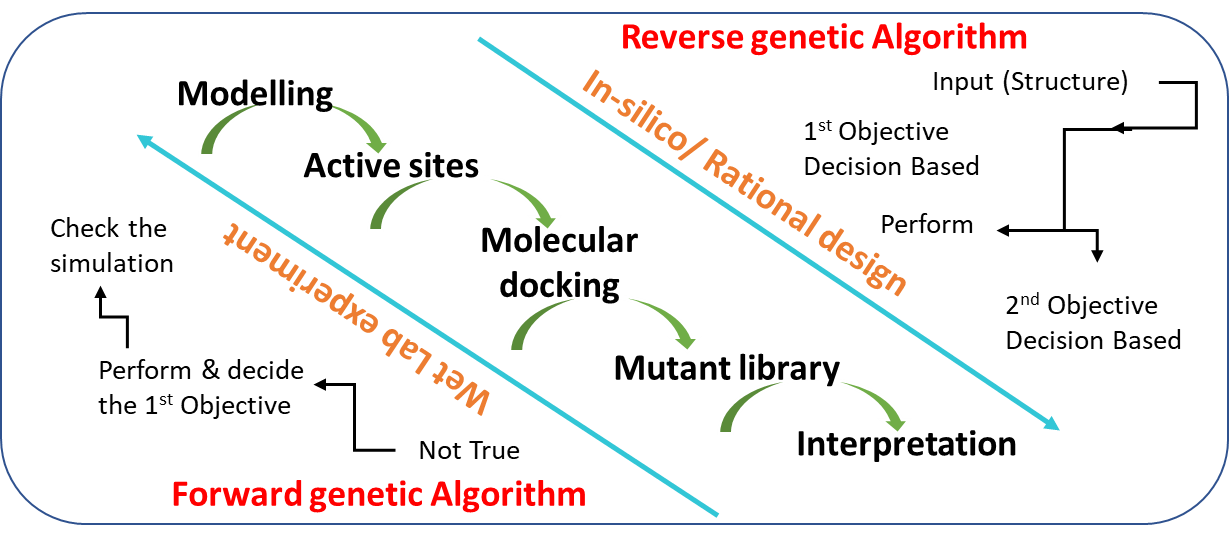 Reverse genetic Algorithm
Input (Structure)
1st Objective
Decision Based
Perform
2nd Objective
Decision Based
In-silico/ Rational design
Modelling
Active sites
Molecular
docking
Mutant library
Interpretation
Wet Lab experiment
Check the
simulation
Perform & decide
the 1st Objective
Not True
Forward genetic Algorithm